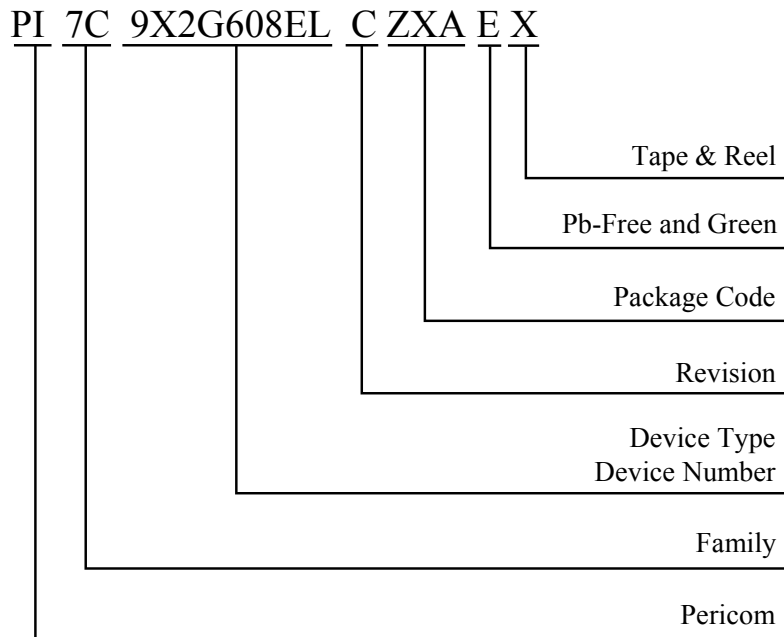 PI 7C 9X2G608EL C ZXA E X
Tape & Reel
Pb-Free and Green
Package Code
Revision
Device Type
Device Number
Family
Pericom